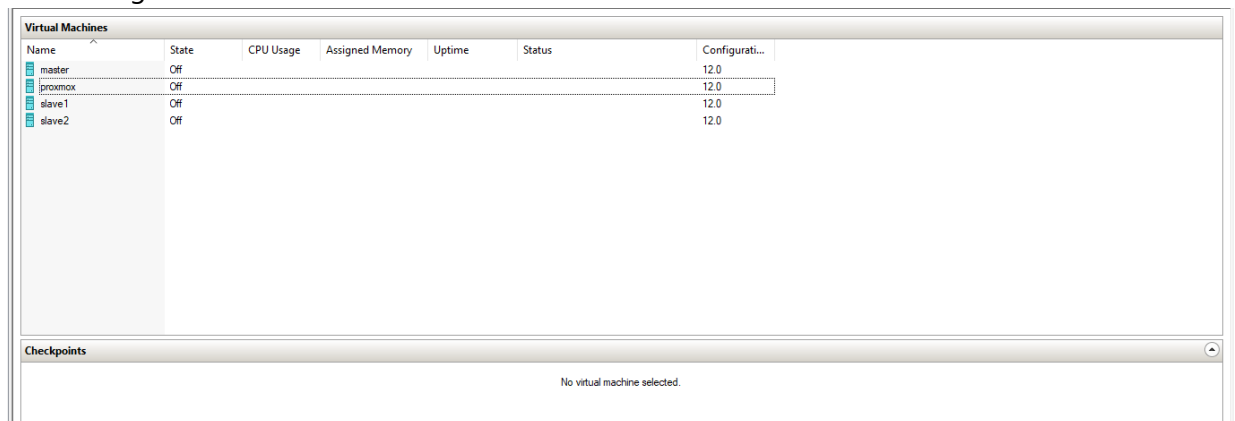 Virtual Machines
Name State CPU Usage Assigned Memory Uptime Status Configurati...
master Off 12.0
proxmox Off 12.0
slave1 Off 12.0
slave2 Off 12.0
Checkpoints
No virtual machine selected.